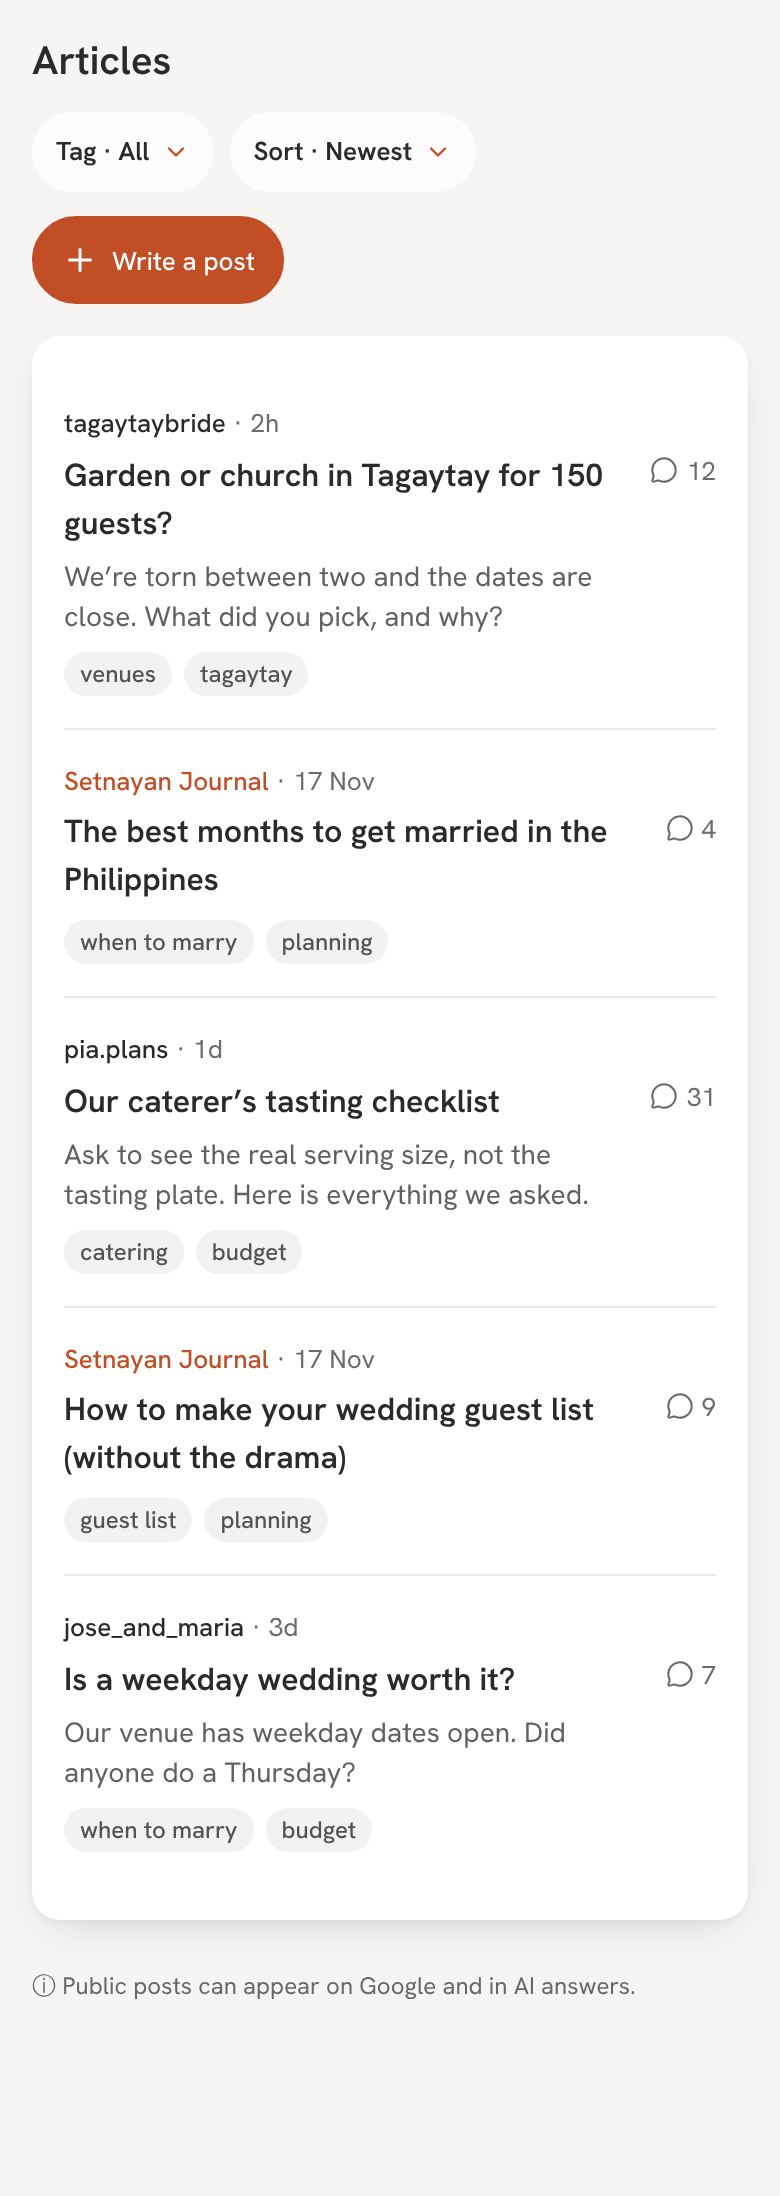 Articles
Tag · All
Sort · Newest
Write a post
tagaytaybride · 2h
Garden or church in Tagaytay for 150
guests?
12
We’re torn between two and the dates are
close. What did you pick, and why?
venues
tagaytay
Setnayan Journal · 17 Nov
The best months to get married in the
Philippines
4
when to marry
planning
pia.plans · 1d
Our caterer’s tasting checklist
31
Ask to see the real serving size, not the
tasting plate. Here is everything we asked.
catering
budget
Setnayan Journal · 17 Nov
How to make your wedding guest list
(without the drama)
9
guest list
planning
jose_and_maria · 3d
Is a weekday wedding worth it?
7
Our venue has weekday dates open. Did
anyone do a Thursday?
when to marry
budget
ⓘ Public posts can appear on Google and in AI answers.